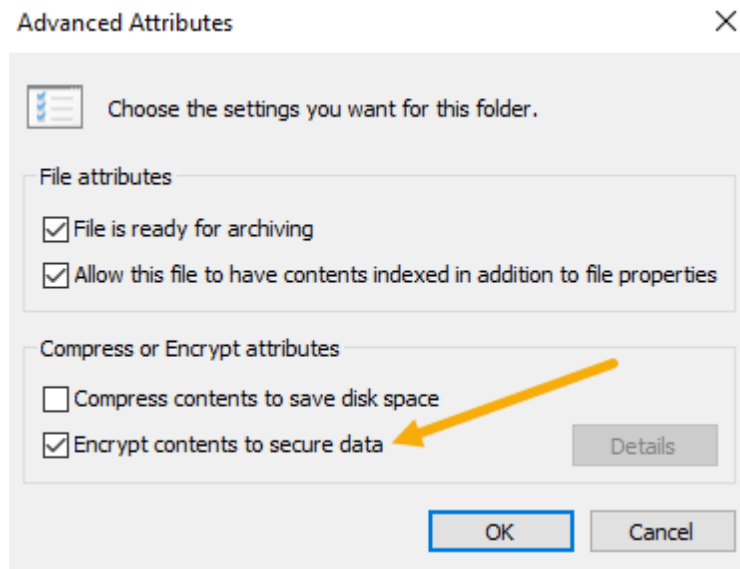 Advanced Attributes
Choose the settings you want for this folder.
File attributes
File is ready for archiving
Allow this file to have contents indexed in addition to file properties
Compress or Encrypt attributes
Compress contents to save disk space
Encrypt contents to secure data
Details
OK
Cancel